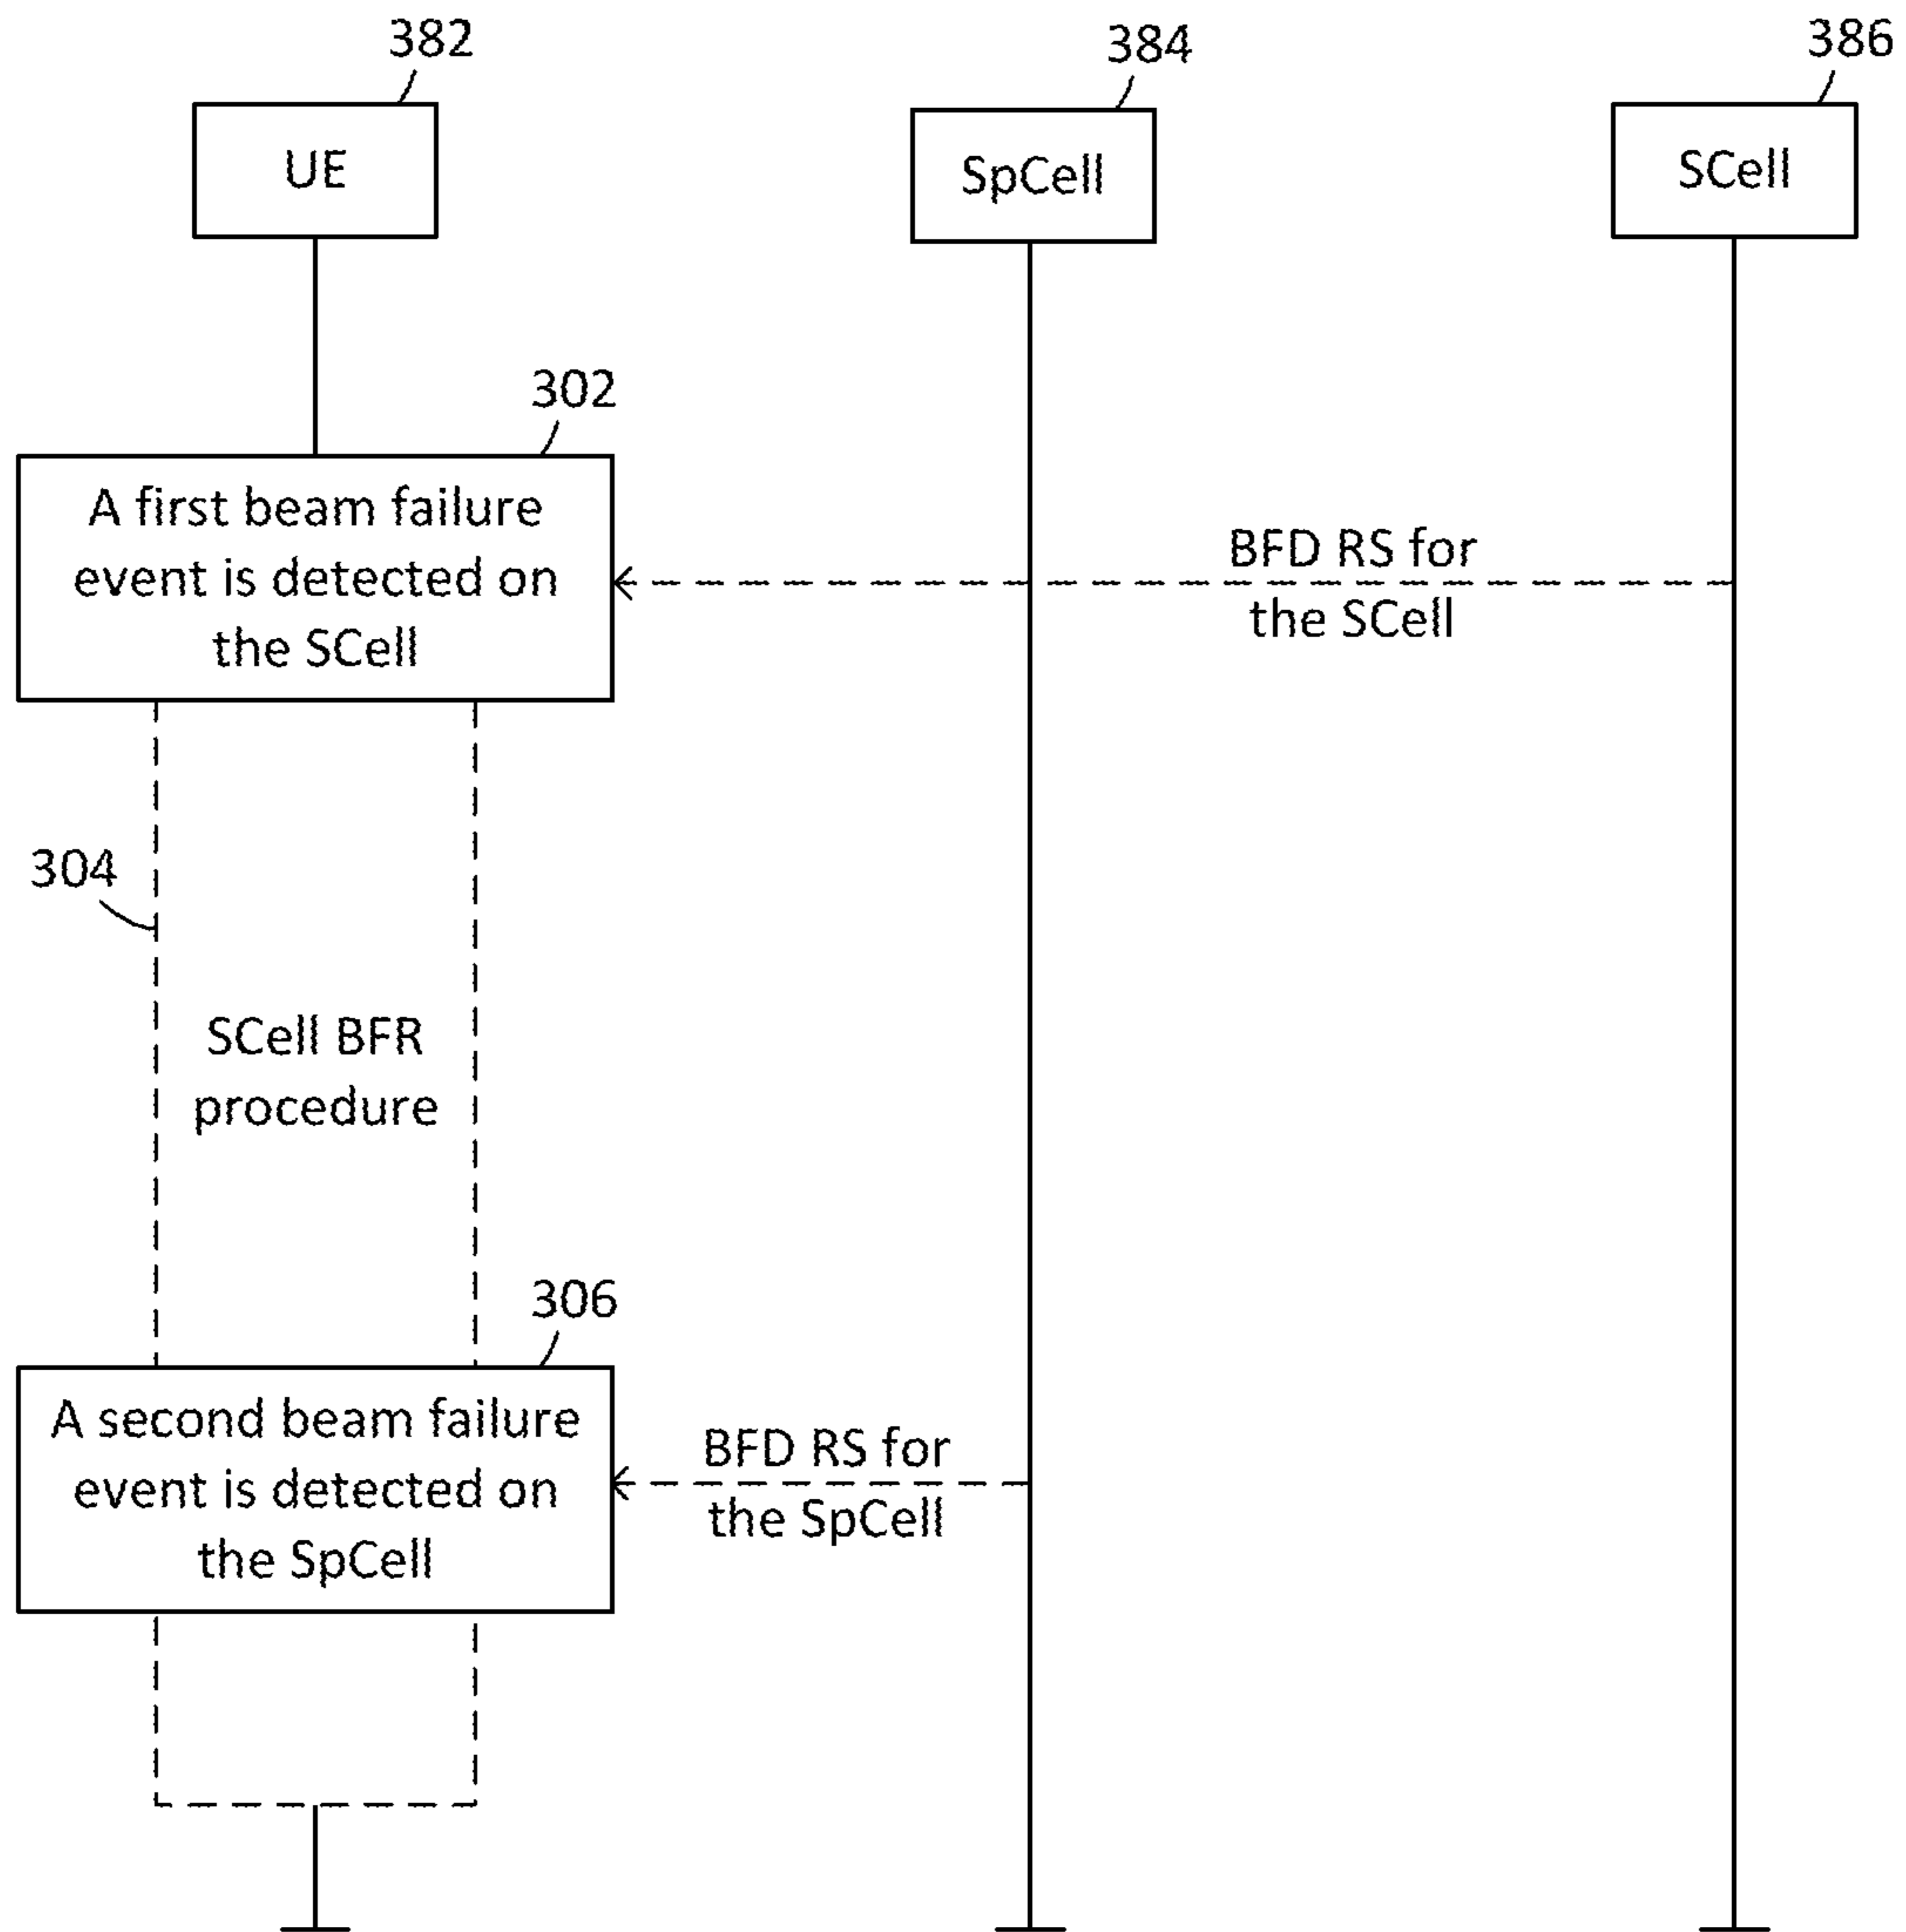 382
384
386
UE
SpCell
SCell
302
A first beam failure
event is detected on
the SCell
BFD RS for
the SCell
304
SCell BFR
procedure
306
A second beam failure
event is detected on
the SpCell
BFD RS for
the SpCell